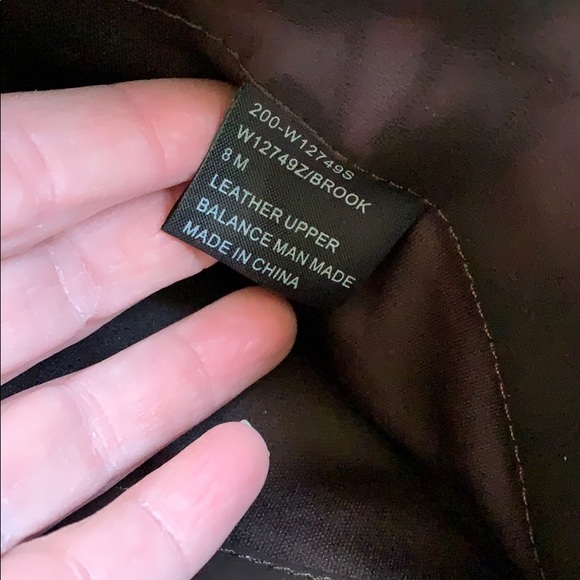 200-W12749S
W12749Z/BROOK
8 M
LEATHER UPPER
BALANCE MAN MADE
MADE IN CHINA